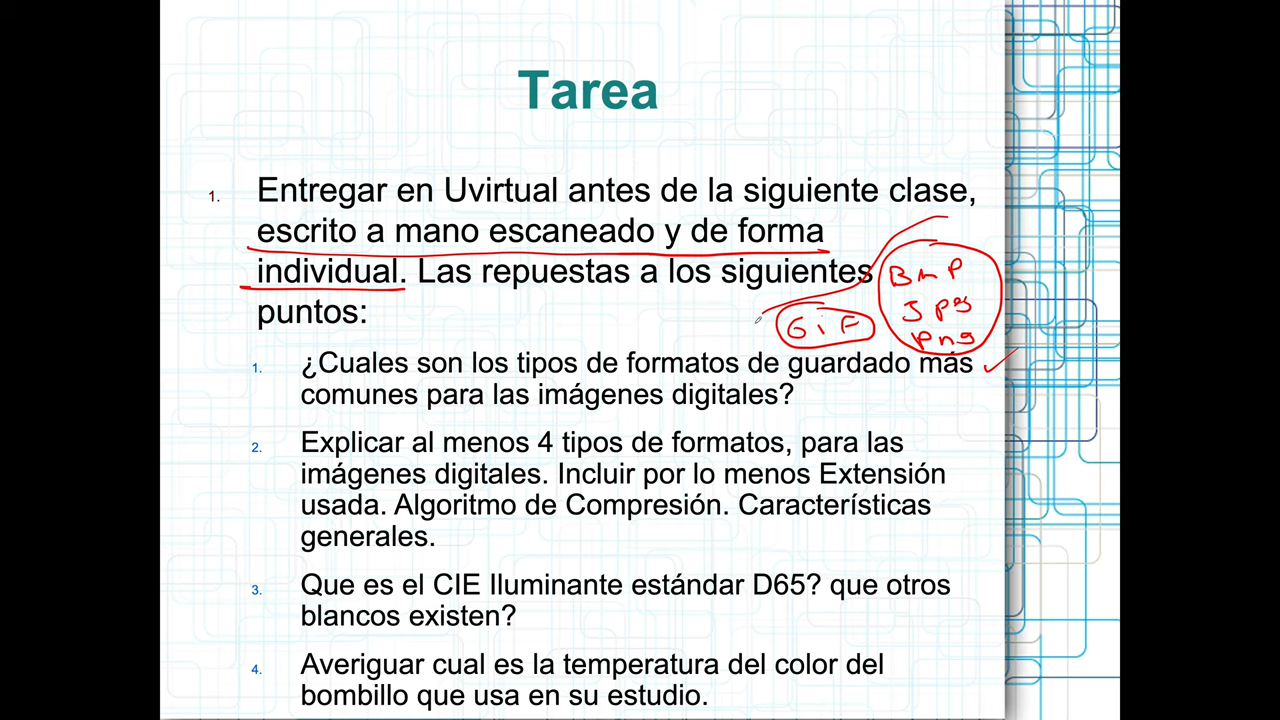 Tarea
1. Entregar en Uvirtual antes de la siguiente clase,
escrito a mano escaneado y de forma
individual. Las repuestas a los siguientes
puntos:
BmP
Jpeg
png
GiF
1. ¿Cuales son los tipos de formatos de guardado más
comunes para las imágenes digitales?
2. Explicar al menos 4 tipos de formatos, para las
imágenes digitales. Incluir por lo menos Extensión
usada. Algoritmo de Compresión. Características
generales.
3. Que es el CIE Iluminante estándar D65? que otros
blancos existen?
4. Averiguar cual es la temperatura del color del
bombillo que usa en su estudio.